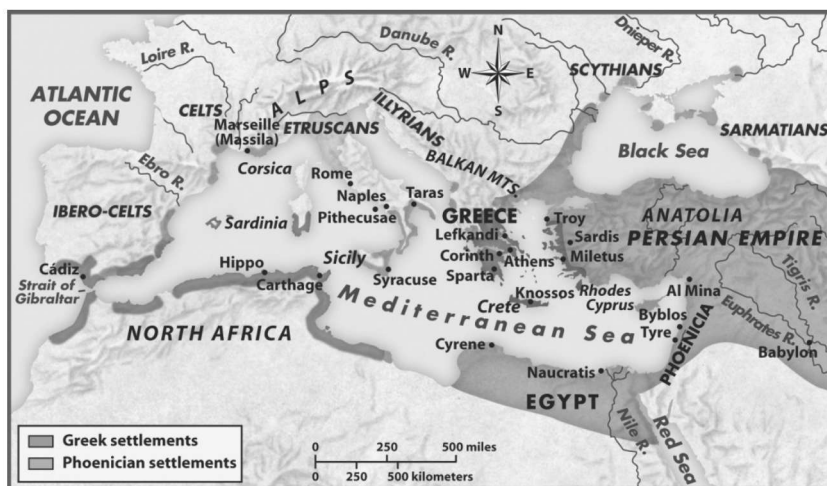 Loire R.
Danube R.
N
W E
S
Dnieper R.
SCYTHIANS
ATLANTIC
OCEAN
CELTS
ALPS
Marseille
(Massila)
ETRUSCANS
ILLYRIANS
SARMATIANS
Black Sea
Ebro R.
Corsica
Rome
BALKAN MTS.
IBERO-CELTS
Naples
Taras
Sardinia
Pithecusae
GREECE
Troy
ANATOLIA
Lefkandi
Sardis
PERSIAN EMPIRE
Cádiz
Strait of
Gibraltar
Hippo
Sicily
Corinth
Athens
Miletus
Carthage
Syracuse
Sparta
Rhodes
Al Mina
Tigris R.
Knossos
Cyprus
Crete
Mediterranean Sea
Byblos
Euphrates R.
NORTH AFRICA
Tyre
PHOENICIA
Cyrene
Babylon
Naucratis
EGYPT
Nile R.
Red Sea
Greek settlements
Phoenician settlements
0 250 500 miles
0 250 500 kilometers